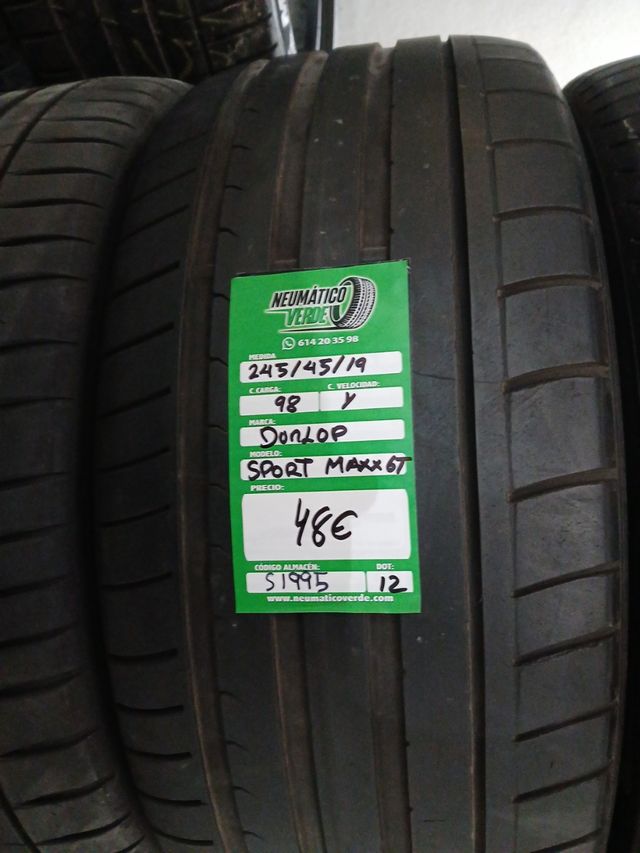 NEUMÁTICO
VERDE
614 20 35 98
MEDIDA
245/45/19
C. CARGA: C. VELOCIDAD:
98 Y
MARCA:
DUNLOP
MODELO:
SPORT MAXX GT
PRECIO:
48€
CÓDIGO ALMACÉN: DOT:
S1995 12
www.neumaticoverde.com